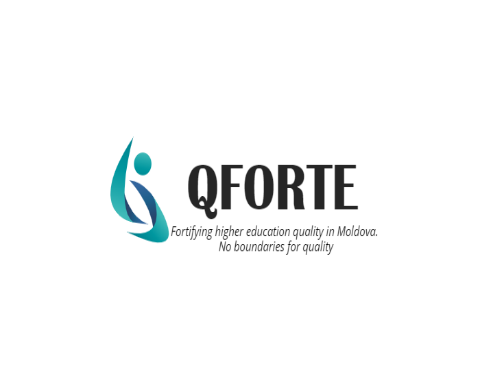 QFORTE
Fortifying higher education quality in Moldova.
No boundaries for quality